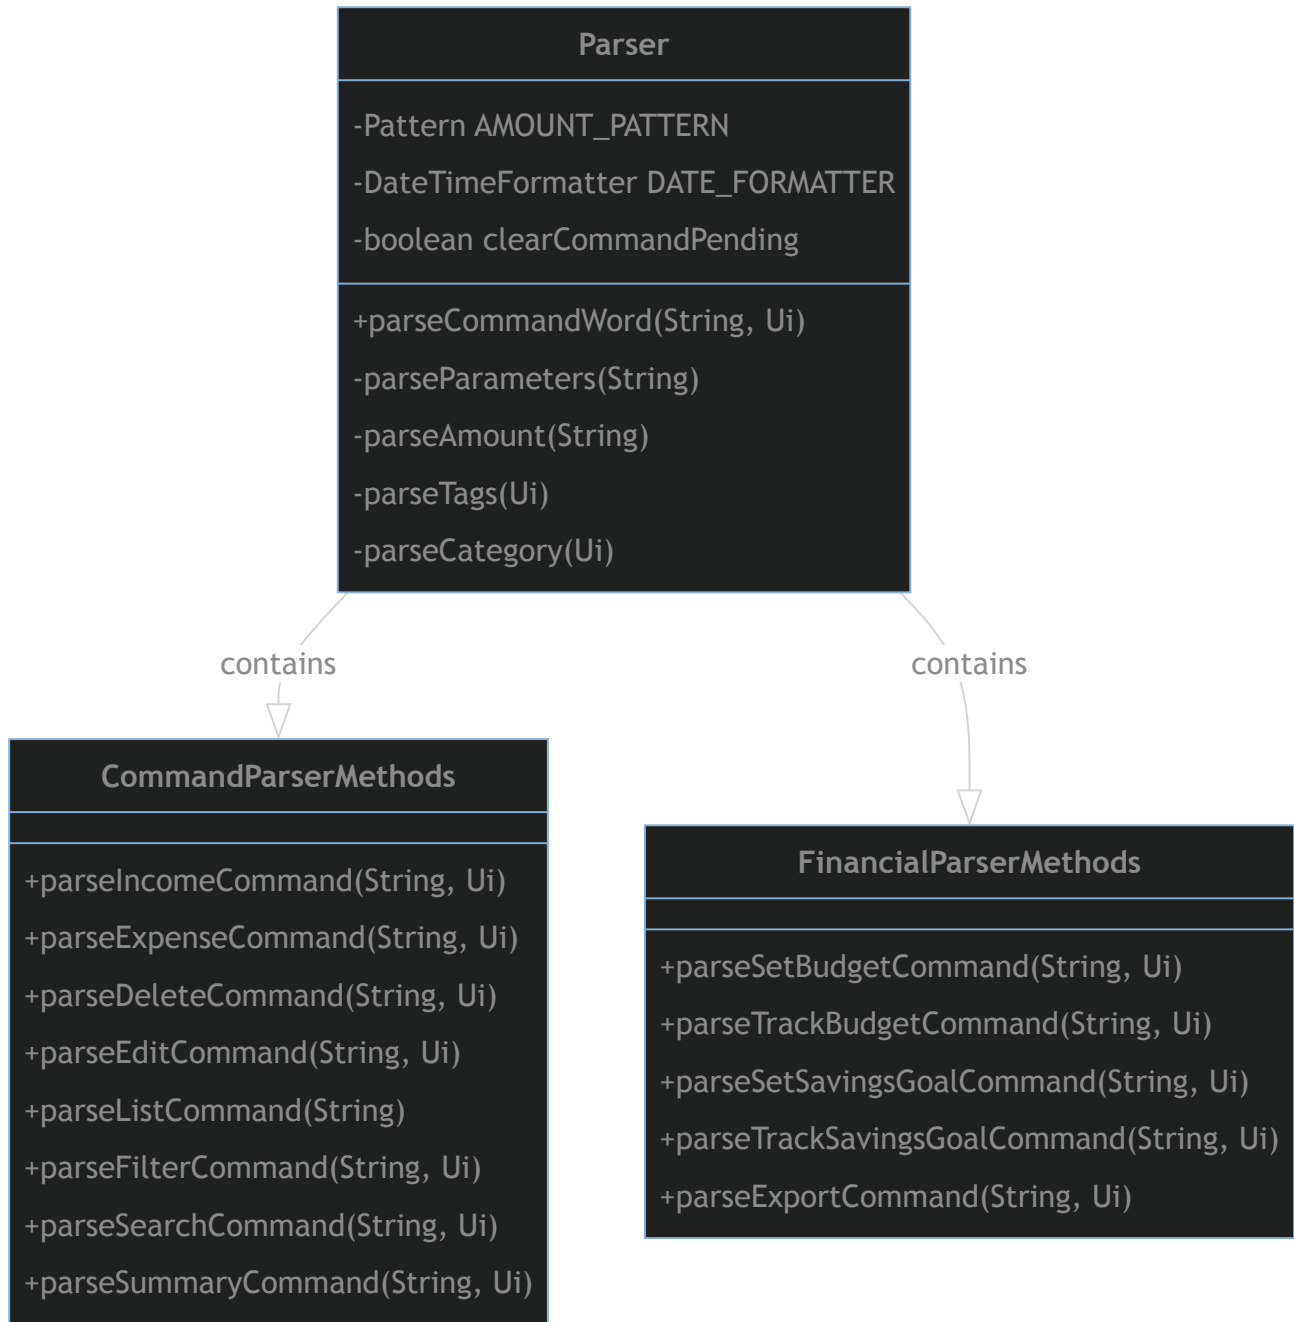 Parser
-Pattern AMOUNT_PATTERN
-DateTimeFormatter DATE_FORMATTER
-boolean clearCommandPending
+parseCommandWord(String, Ui)
-parseParameters(String)
-parseAmount(String)
-parseTags(Ui)
-parseCategory(Ui)
contains
contains
CommandParserMethods
+parseIncomeCommand(String, Ui)
+parseExpenseCommand(String, Ui)
+parseDeleteCommand(String, Ui)
+parseEditCommand(String, Ui)
+parseListCommand(String)
+parseFilterCommand(String, Ui)
+parseSearchCommand(String, Ui)
+parseSummaryCommand(String, Ui)
FinancialParserMethods
+parseSetBudgetCommand(String, Ui)
+parseTrackBudgetCommand(String, Ui)
+parseSetSavingsGoalCommand(String, Ui)
+parseTrackSavingsGoalCommand(String, Ui)
+parseExportCommand(String, Ui)